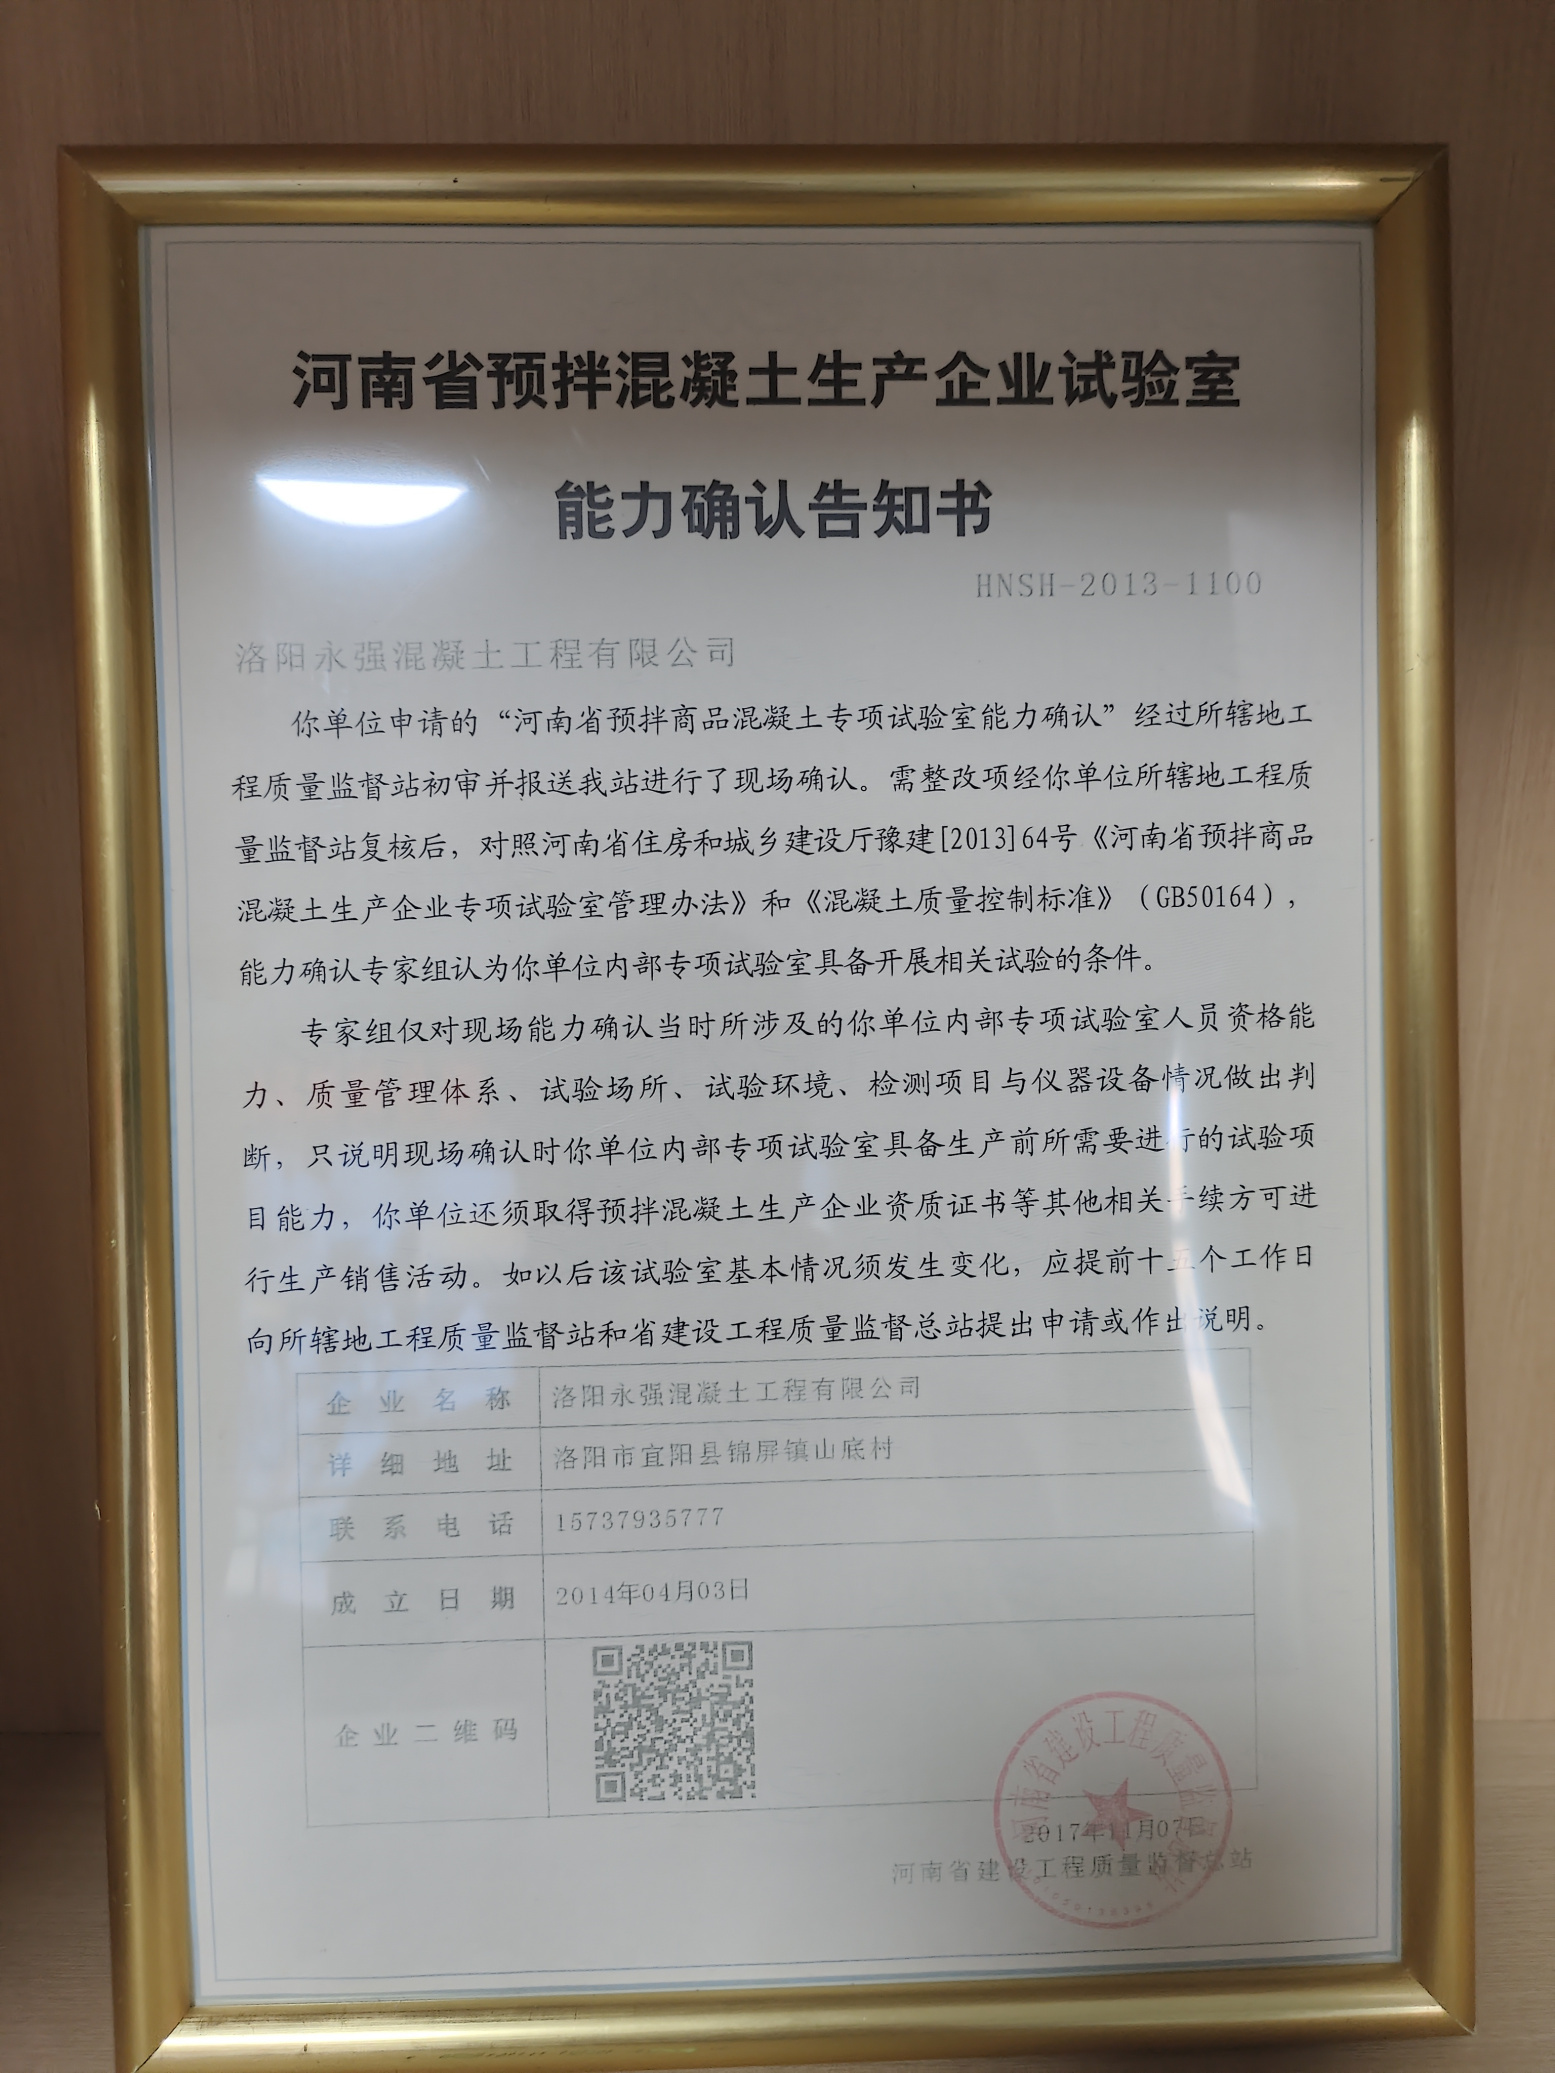 河南省预拌混凝土生产企业试验室
能力确认告知书
HNSH-2013-1100
洛阳永强混凝土工程有限公司
你单位申请的“河南省预拌商品混凝土专项试验室能力确认”经过所辖地工
程质量监督站初审并报送我站进行了现场确认。需整改项经你单位所辖地工程质
量监督站复核后，对照河南省住房和城乡建设厅豫建[2013]64号《河南省预拌商品
混凝土生产企业专项试验室管理办法》和《混凝土质量控制标准》（GB50164），
能力确认专家组认为你单位内部专项试验室具备开展相关试验的条件。
专家组仅对现场能力确认当时所涉及的你单位内部专项试验室人员资格能
力、质量管理体系、试验场所、试验环境、检测项目与仪器设备情况做出判
断，只说明现场确认时你单位内部专项试验室具备生产前所需要进行的试验项
目能力，你单位还须取得预拌混凝土生产企业资质证书等其他相关手续方可进
行生产销售活动。如以后该试验室基本情况须发生变化，应提前十五个工作日
向所辖地工程质量监督站和省建设工程质量监督总站提出申请或作出说明。
企业名称 洛阳永强混凝土工程有限公司
详细地址 洛阳市宜阳县锦屏镇山底村
联系电话 15737935777
成立日期 2014年04月03日
企业二维码
河南省建设工程质量监
2017年11月07日
河南省建设工程质量监督总站